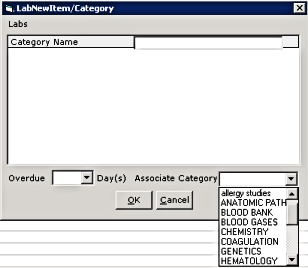 LabNewItem/Category
Labs
Category Name
Overdue Day(s) Associate Category
OK Cancel
allergy studies
ANATOMIC PATH
BLOOD BANK
BLOOD GASES
CHEMISTRY
COAGULATION
GENETICS
HEMATOLOGY